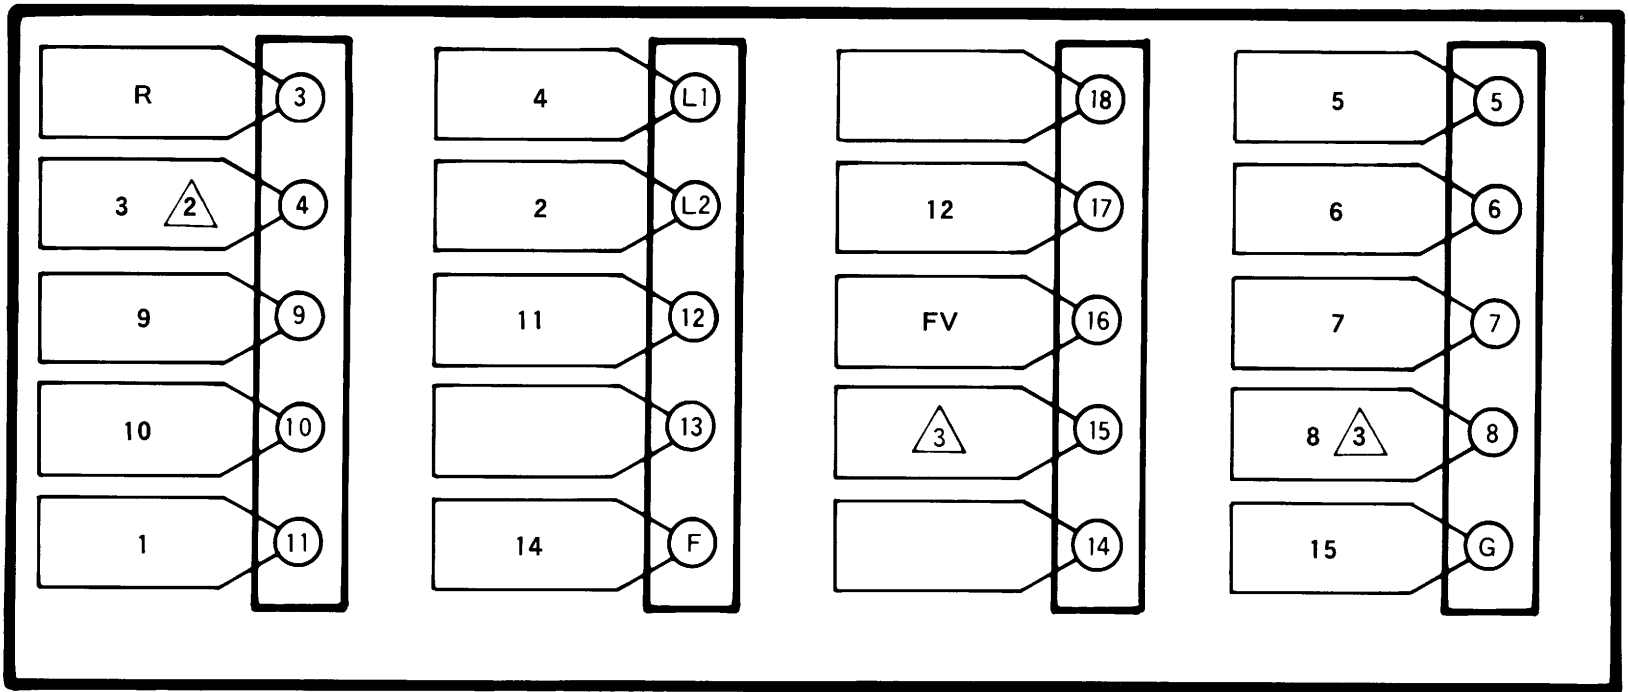 R 3 4 L1 18 5 5
3 2 4 2 L2 12 17 6 6
9 9 11 12 FV 16 7 7
10 10 13 3 15 8 3 8
1 11 14 F 14 15 G